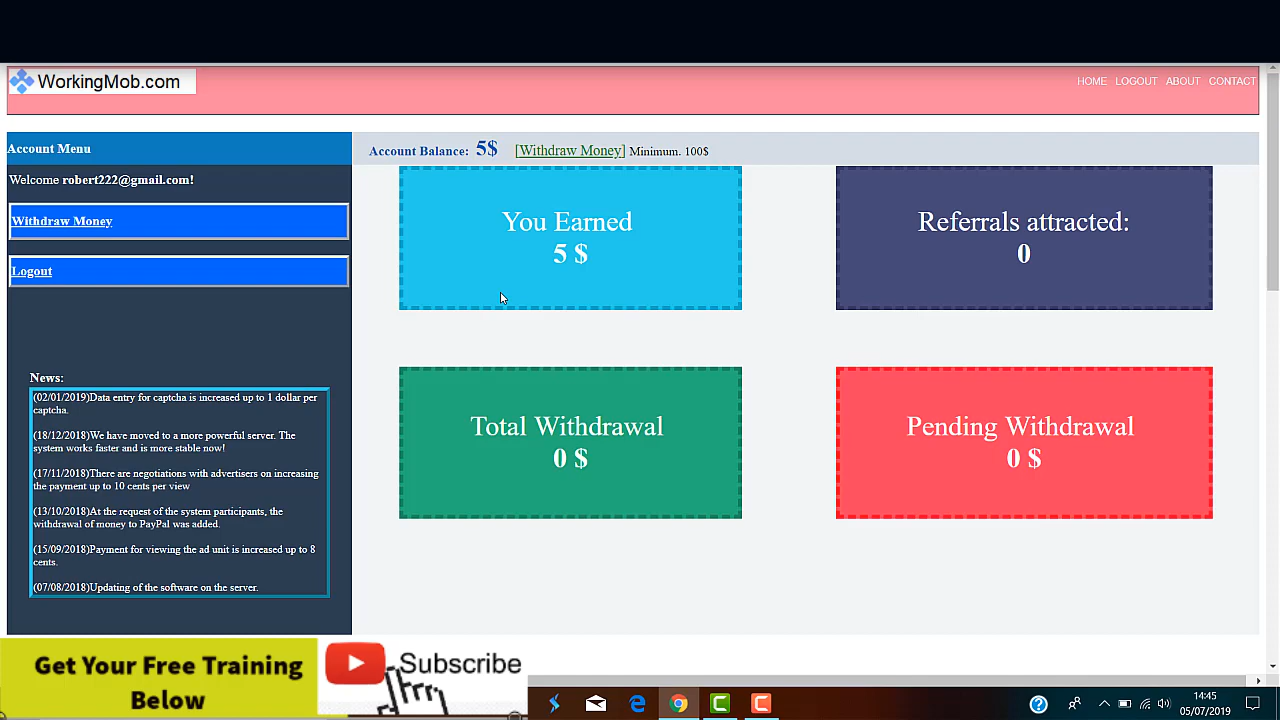 WorkingMob.com
HOME LOGOUT ABOUT CONTACT
Account Menu
Account Balance: 5$ [Withdraw Money] Minimum. 100$
Welcome robert222@gmail.com!
Withdraw Money
Logout
You Earned
5 $
Referrals attracted:
0
Total Withdrawal
0 $
Pending Withdrawal
0 $
News:
(02/01/2019)Data entry for captcha is increased up to 1 dollar per
captcha.
(18/12/2018)We have moved to a more powerful server. The
system works faster and is more stable now!
(17/11/2018)There are negotiations with advertisers on increasing
the payment up to 10 cents per view
(13/10/2018)At the request of the system participants, the
withdrawal of money to PayPal was added.
(15/09/2018)Payment for viewing the ad unit is increased up to 8
cents.
(07/08/2018)Updating of the software on the server.
Get Your Free Training
Below
Subscribe
14:45
05/07/2019